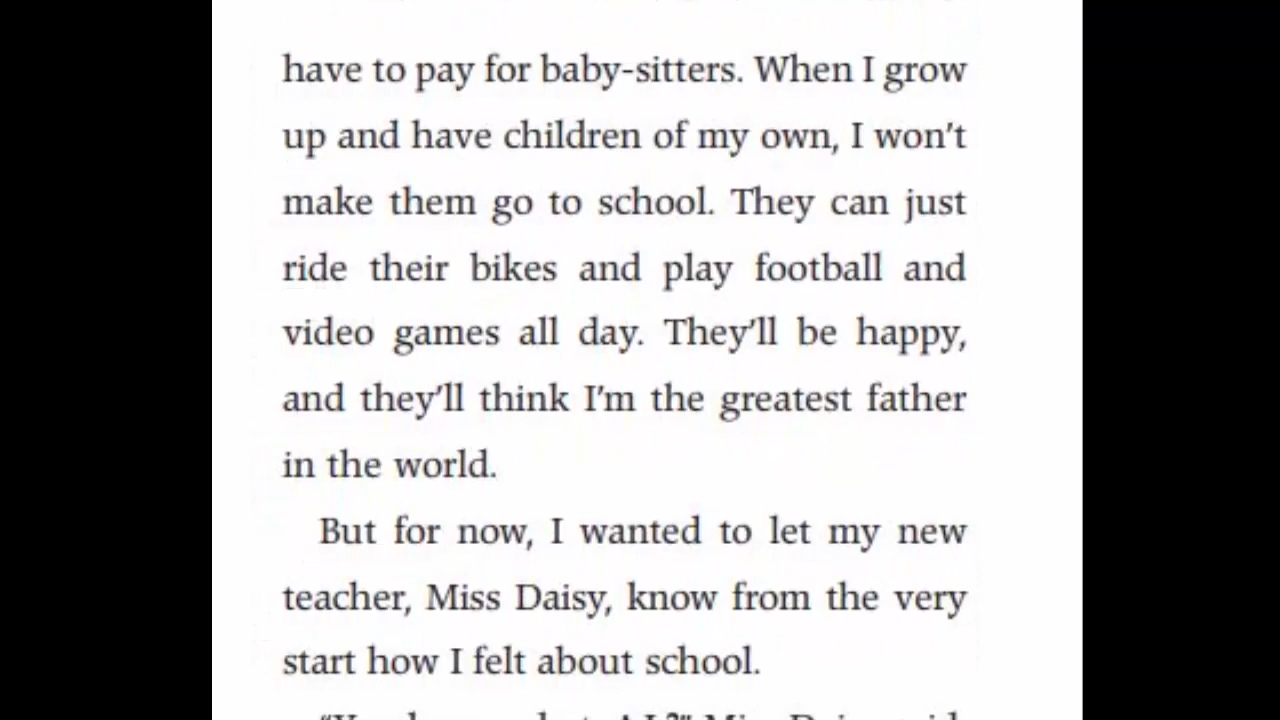 have to pay for baby-sitters. When I grow
up and have children of my own, I won't
make them go to school. They can just
ride their bikes and play football and
video games all day. They'll be happy,
and they'll think I'm the greatest father
in the world.
But for now, I wanted to let my new
teacher, Miss Daisy, know from the very
start how I felt about school.